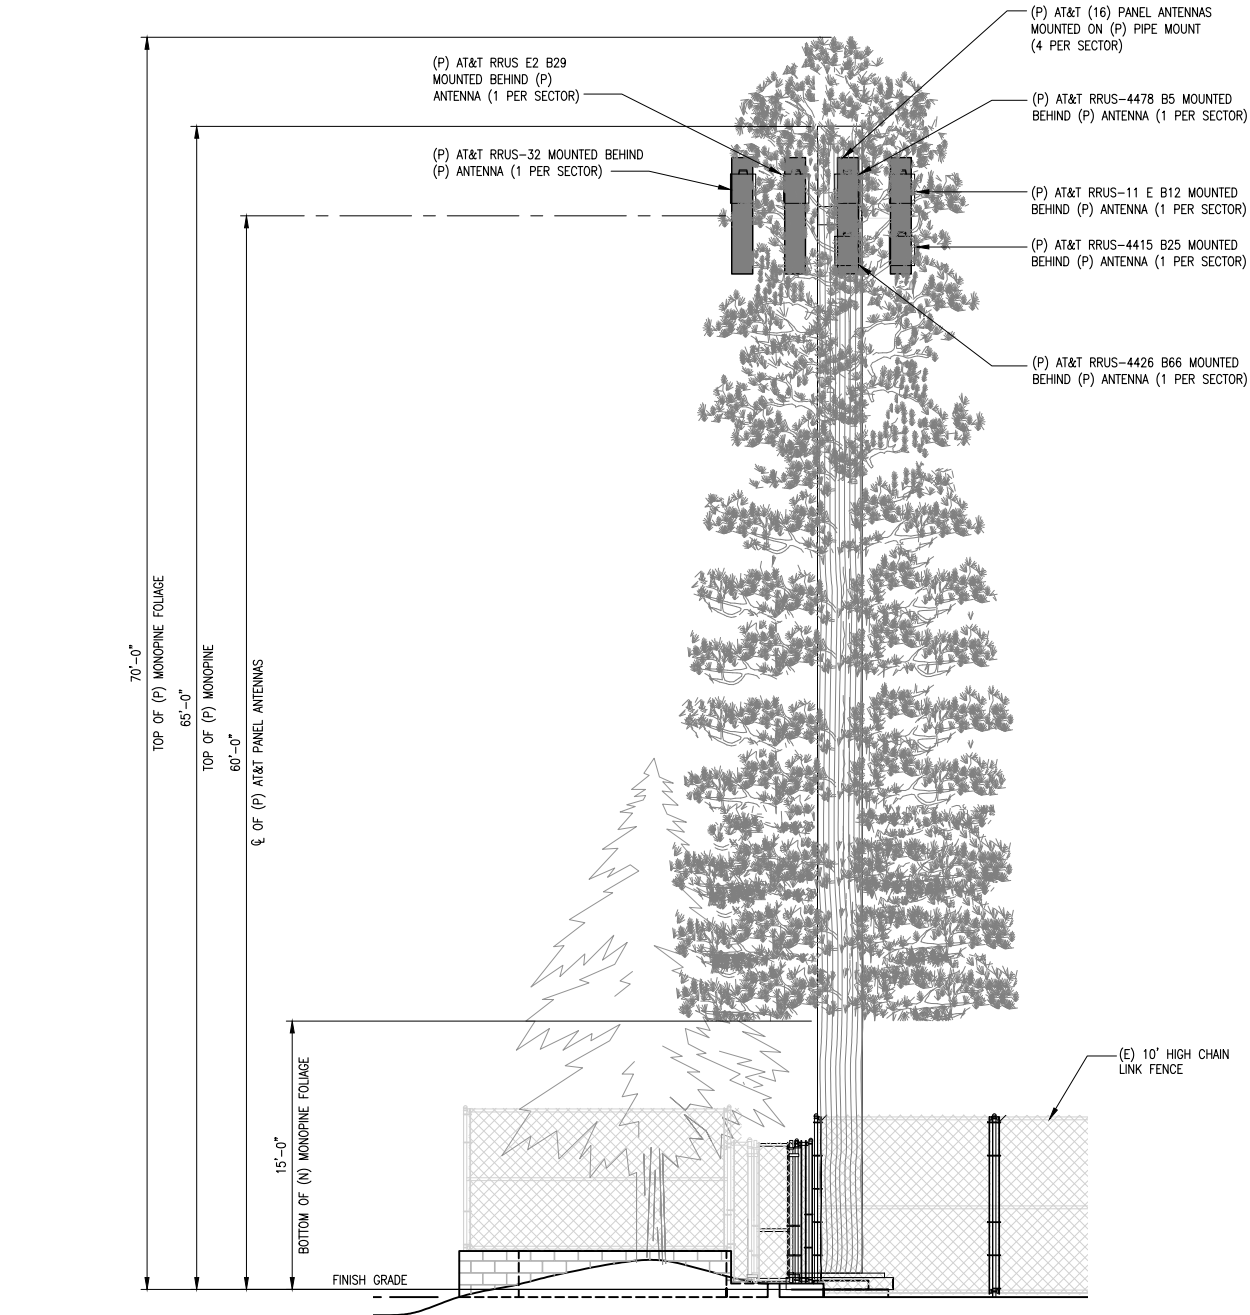 (P) AT&T (16) PANEL ANTENNAS
MOUNTED ON (P) PIPE MOUNT
(4 PER SECTOR)
(P) AT&T RRUS E2 B29
MOUNTED BEHIND (P)
ANTENNA (1 PER SECTOR)
(P) AT&T RRUS-4478 B5 MOUNTED
BEHIND (P) ANTENNA (1 PER SECTOR)
(P) AT&T RRUS-32 MOUNTED BEHIND
(P) ANTENNA (1 PER SECTOR)
(P) AT&T RRUS-11 E B12 MOUNTED
BEHIND (P) ANTENNA (1 PER SECTOR)
(P) AT&T RRUS-4415 B25 MOUNTED
BEHIND (P) ANTENNA (1 PER SECTOR)
(P) AT&T RRUS-4426 B66 MOUNTED
BEHIND (P) ANTENNA (1 PER SECTOR)
70'-0"
TOP OF (P) MONOPINE FOLIAGE
65'-0"
TOP OF (P) MONOPINE
60'-0"
℄ OF (P) AT&T PANEL ANTENNAS
15'-0"
BOTTOM OF (N) MONOPINE FOLIAGE
(E) 10' HIGH CHAIN
LINK FENCE
FINISH GRADE